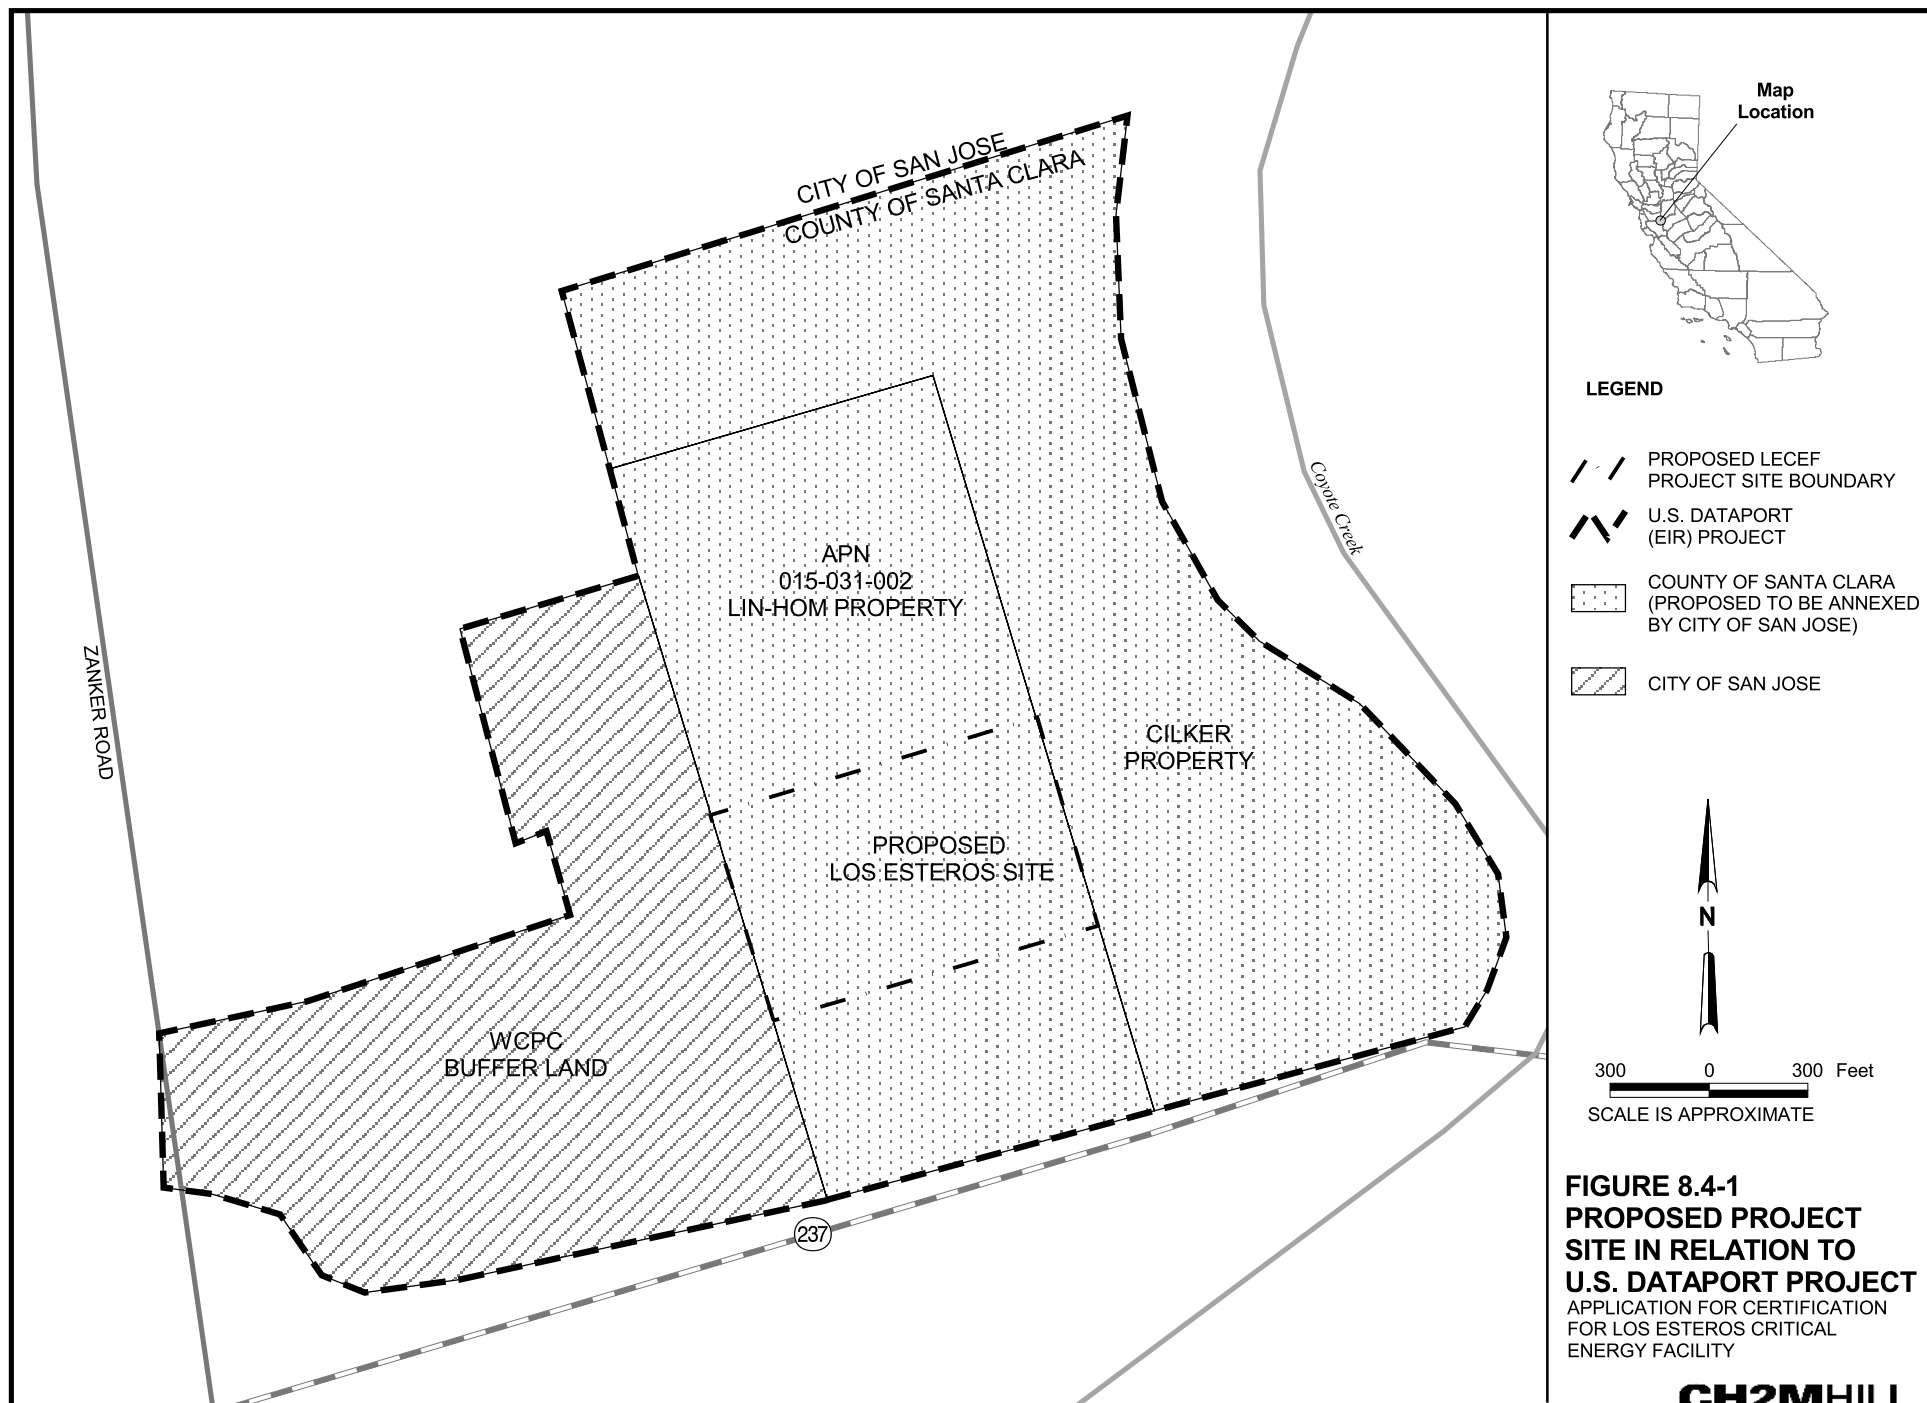 CITY OF SAN JOSE
COUNTY OF SANTA CLARA
Coyote Creek
ZANKER ROAD
APN
015-031-002
LIN-HOM PROPERTY
CILKER
PROPERTY
PROPOSED
LOS ESTEROS SITE
WCPC
BUFFER LAND
237
Map
Location
LEGEND
PROPOSED LECEF
PROJECT SITE BOUNDARY
U.S. DATAPORT
(EIR) PROJECT
COUNTY OF SANTA CLARA
(PROPOSED TO BE ANNEXED
BY CITY OF SAN JOSE)
CITY OF SAN JOSE
N
300 0 300 Feet
SCALE IS APPROXIMATE
FIGURE 8.4-1
PROPOSED PROJECT
SITE IN RELATION TO
U.S. DATAPORT PROJECT
APPLICATION FOR CERTIFICATION
FOR LOS ESTEROS CRITICAL
ENERGY FACILITY
CH2MHILL